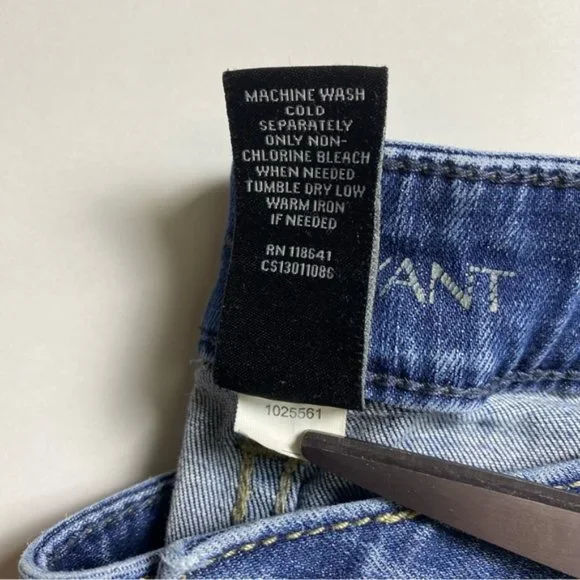 MACHINE WASH
COLD
SEPARATELY
ONLY NON-
CHLORINE BLEACH
WHEN NEEDED
TUMBLE DRY LOW
WARM IRON
IF NEEDED
RN 118641
CS13011086
1025561